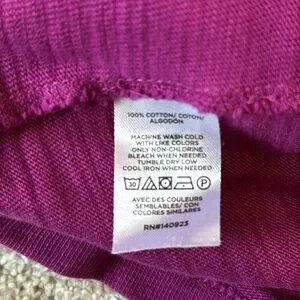 100% COTTON/ COTON/
ALGODÓN
MACHINE WASH COLD
WITH LIKE COLORS
ONLY NON-CHLORINE
BLEACH WHEN NEEDED
TUMBLE DRY LOW
COOL IRON WHEN NEEDED
30 P
AVEC DES COULEURS
SEMBLABLES/ CON
COLORES SIMILARES
RN#140923